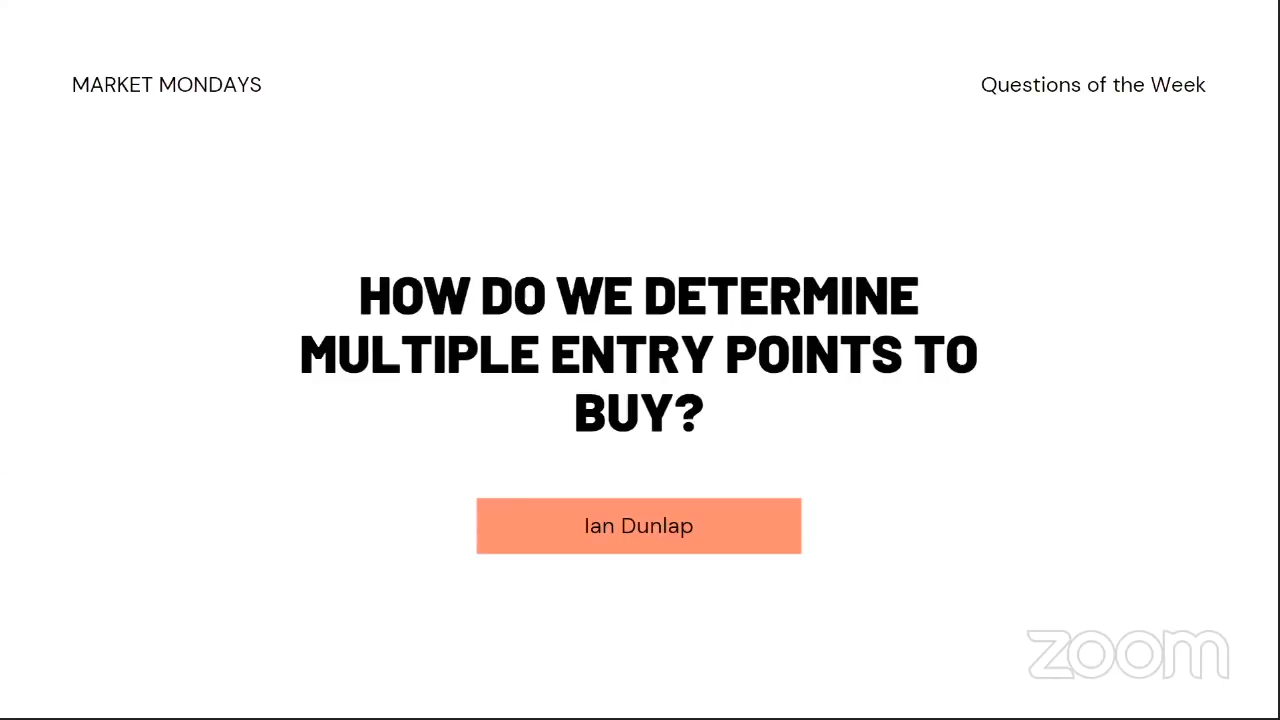 MARKET MONDAYS
Questions of the Week
HOW DO WE DETERMINE
MULTIPLE ENTRY POINTS TO
BUY?
Ian Dunlap
zoom